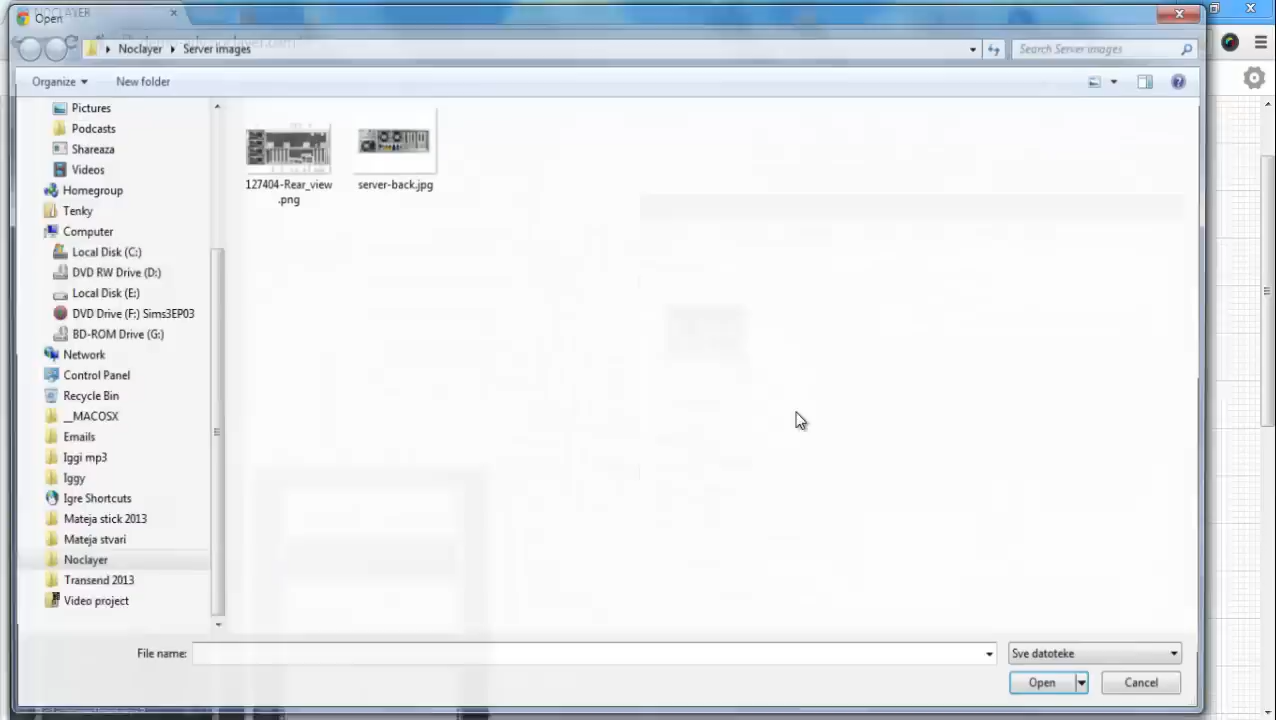 NOCLAYER
Open
Noclayer
Server images
Search Server images
Organize
New folder
Pictures
Podcasts
Shareaza
Videos
Homegroup
Tenky
Computer
Local Disk (C:)
DVD RW Drive (D:)
Local Disk (E:)
DVD Drive (F:) Sims3EP03
BD-ROM Drive (G:)
Network
Control Panel
Recycle Bin
__MACOSX
Emails
Iggi mp3
Iggy
Igre Shortcuts
Mateja stick 2013
Mateja stvari
Noclayer
Transend 2013
Video project
127404-Rear_view
.png
server-back.jpg
File name:
Sve datoteke
Open
Cancel